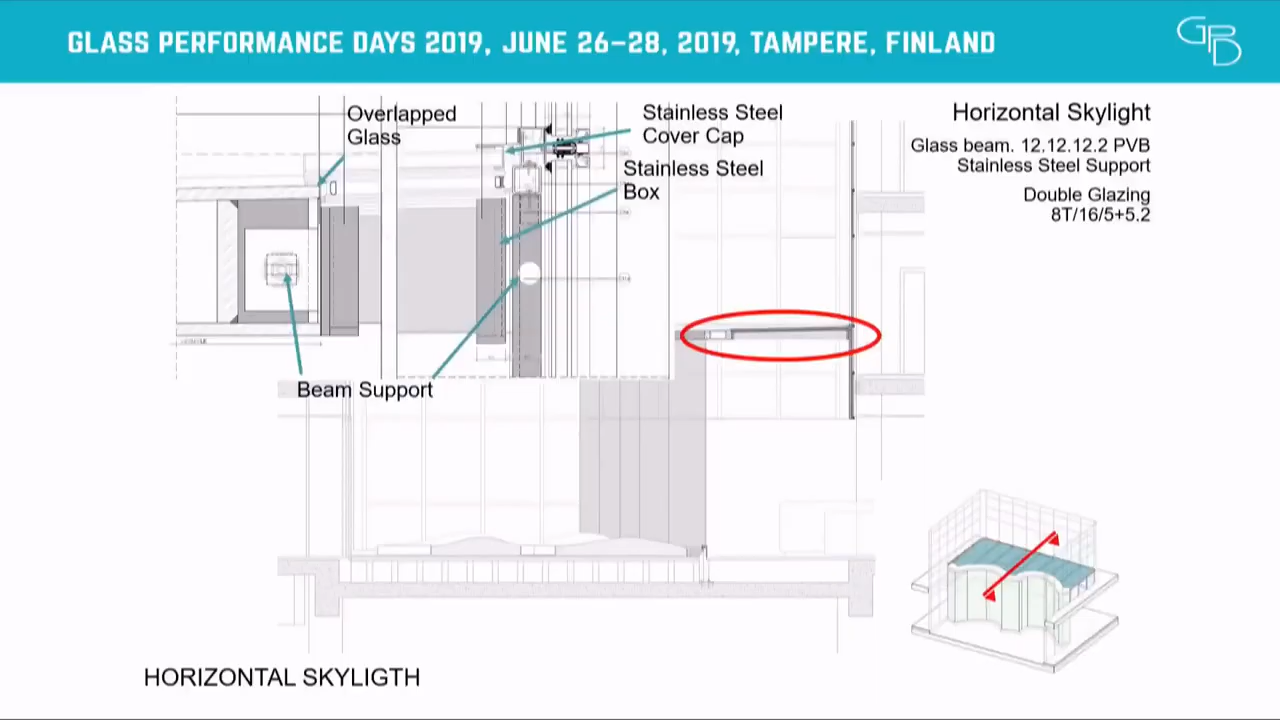 GLASS PERFORMANCE DAYS 2019, JUNE 26–28, 2019, TAMPERE, FINLAND
GPD
Overlapped
Glass
Stainless Steel
Cover Cap
Stainless Steel
Box
Beam Support
Horizontal Skylight
Glass beam. 12.12.12.2 PVB
Stainless Steel Support
Double Glazing
8T/16/5+5.2
HORIZONTAL SKYLIGTH